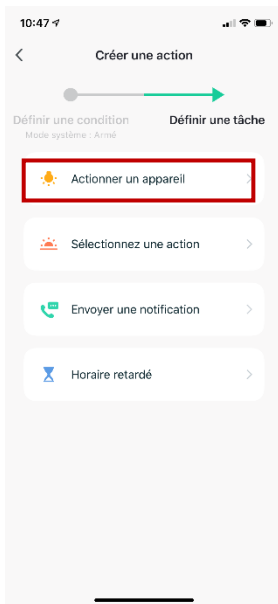 10:47
Créer une action
Définir une condition
Définir une tâche
Mode système : Armé
Actionner un appareil
Sélectionnez une action
Envoyer une notification
Horaire retardé